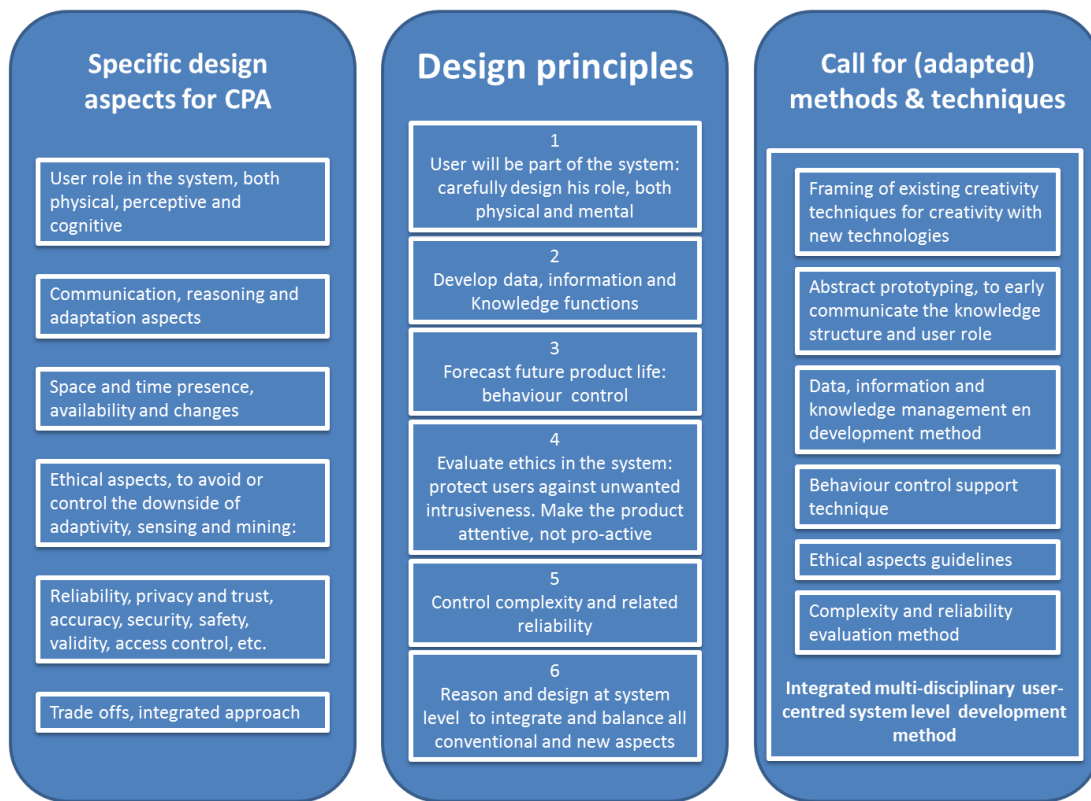 Specific design
aspects for CPA
User role in the system, both
physical, perceptive and
cognitive
Communication, reasoning and
adaptation aspects
Space and time presence,
availability and changes
Ethical aspects, to avoid or
control the downside of
adaptivity, sensing and mining:
Reliability, privacy and trust,
accuracy, security, safety,
validity, access control, etc.
Trade offs, integrated approach
Design principles
1
User will be part of the system:
carefully design his role, both
physical and mental
2
Develop data, information and
Knowledge functions
3
Forecast future product life:
behaviour control
4
Evaluate ethics in the system:
protect users against unwanted
intrusiveness. Make the product
attentive, not pro-active
5
Control complexity and related
reliability
6
Reason and design at system
level to integrate and balance all
conventional and new aspects
Call for (adapted)
methods & techniques
Framing of existing creativity
techniques for creativity with
new technologies
Abstract prototyping, to early
communicate the knowledge
structure and user role
Data, information and
knowledge management en
development method
Behaviour control support
technique
Ethical aspects guidelines
Complexity and reliability
evaluation method
Integrated multi-disciplinary user-
centred system level development
method